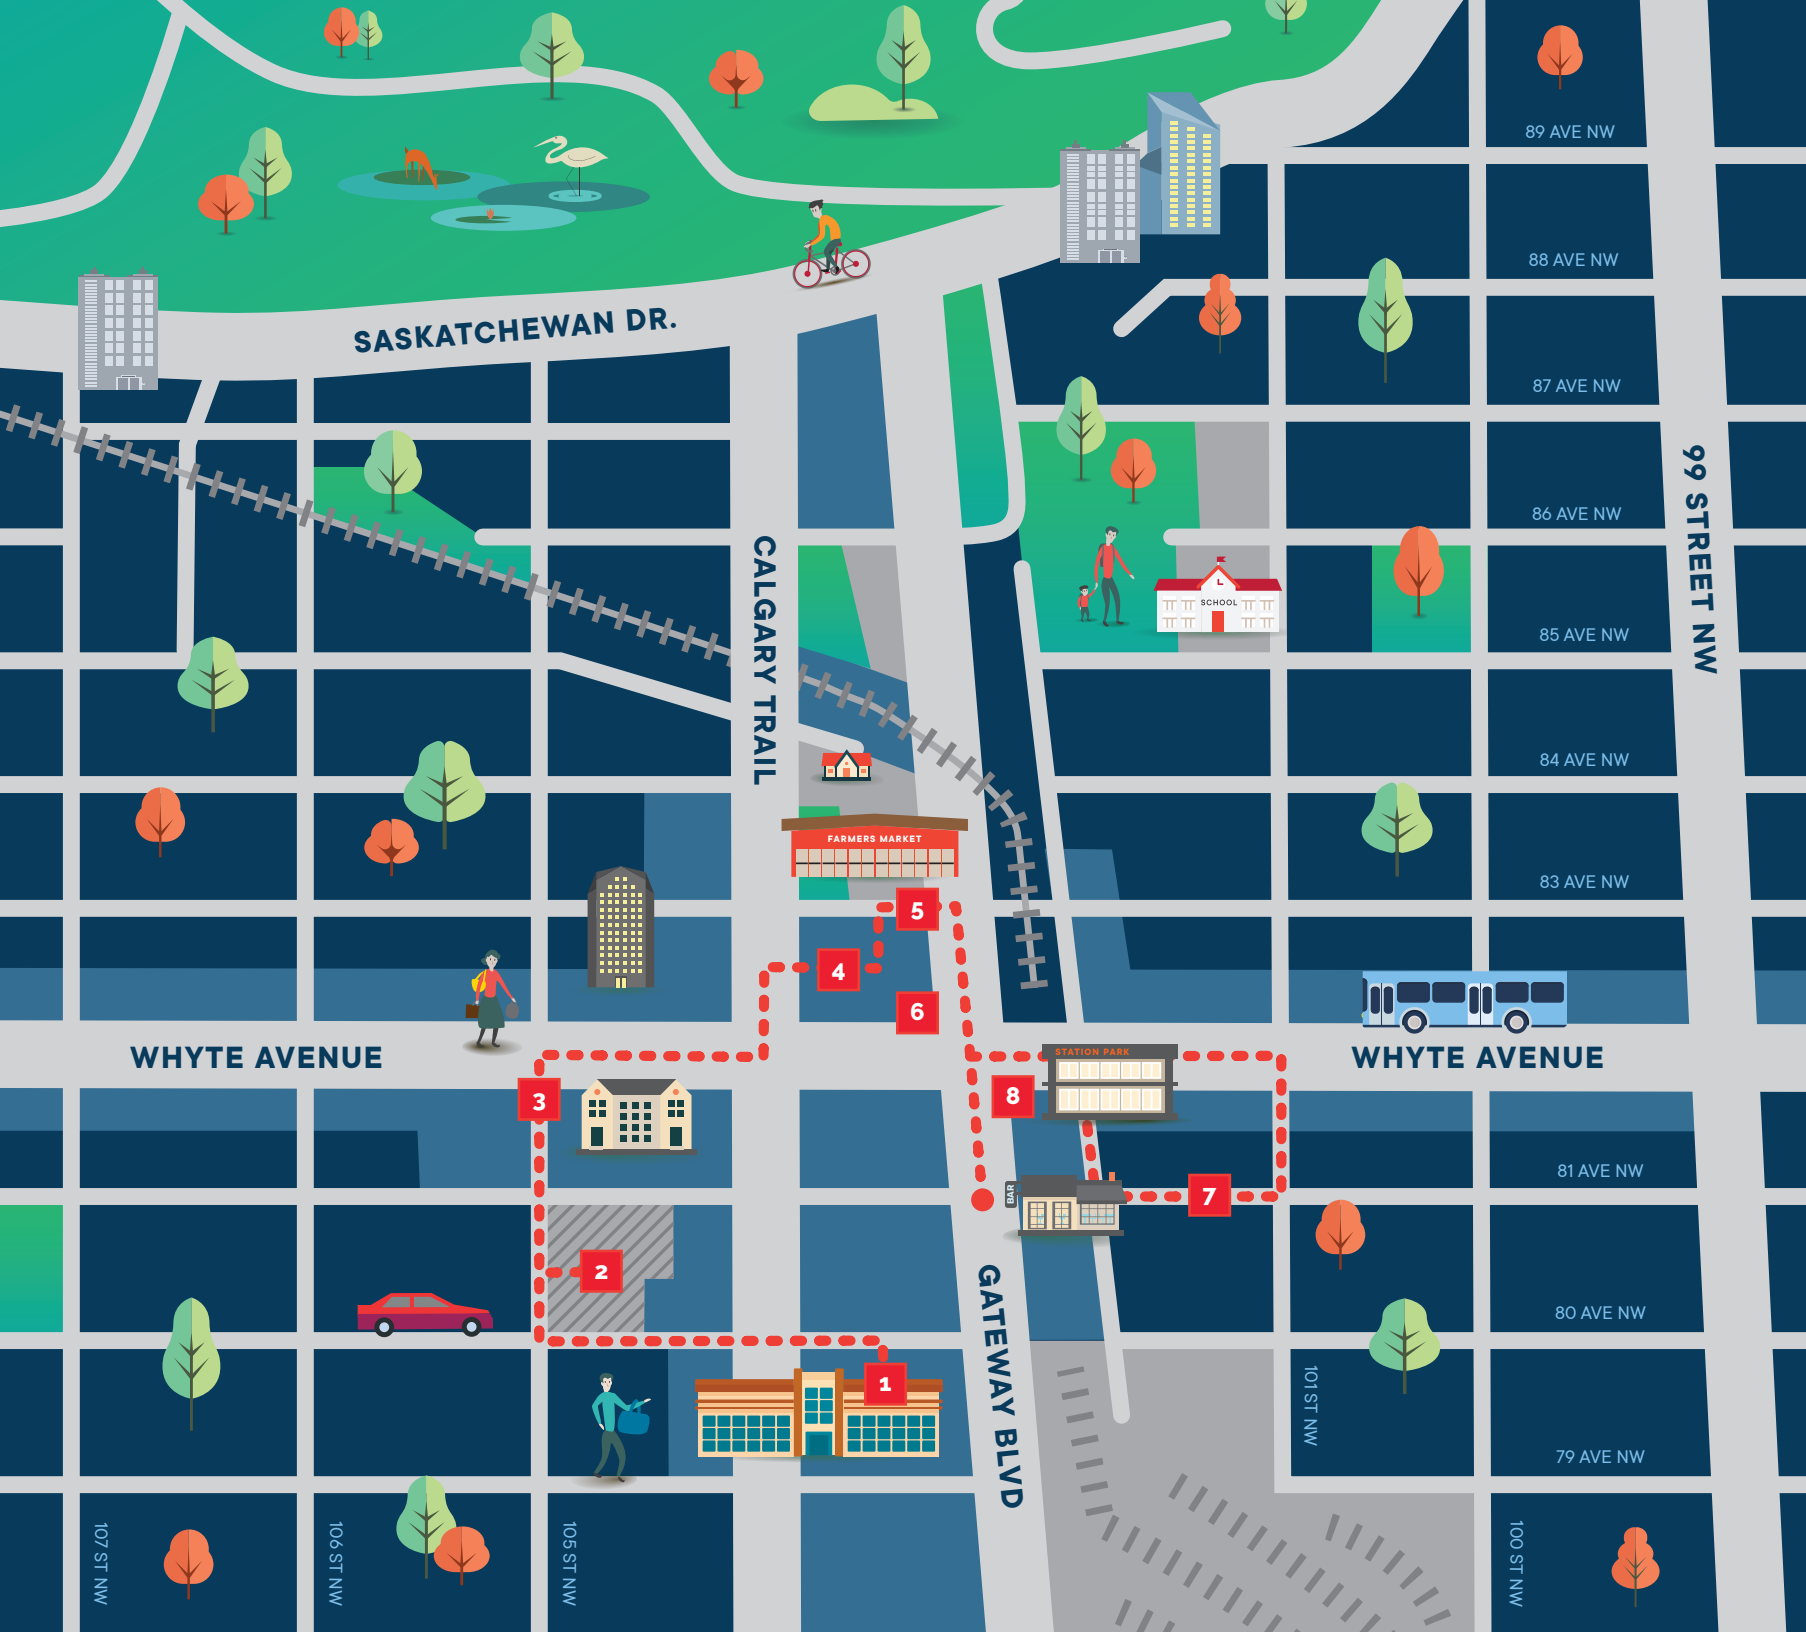 89 AVE NW
88 AVE NW
SASKATCHEWAN DR.
87 AVE NW
99 STREET NW
86 AVE NW
CALGARY TRAIL
SCHOOL
85 AVE NW
84 AVE NW
FARMERS MARKET
83 AVE NW
5
4
6
WHYTE AVENUE
STATION PARK
WHYTE AVENUE
3
8
81 AVE NW
BAR
7
2
GATEWAY BLVD
80 AVE NW
1
101 ST NW
79 AVE NW
107 ST NW
106 ST NW
105 ST NW
100 ST NW